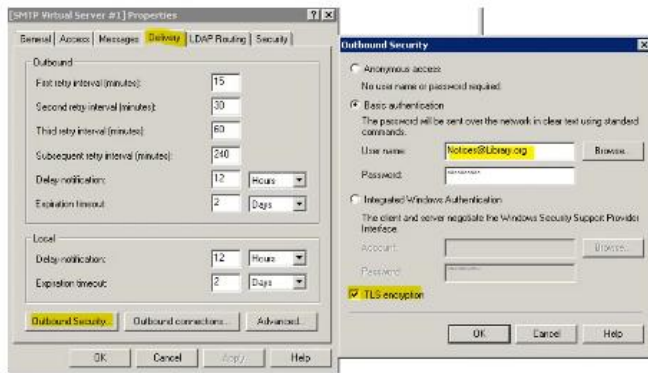 [SMTP Virtual Server #1] Properties
General Access Messages Delivery LDAP Routing Security
Outbound
First retry interval (minutes): 15
Second retry interval (minutes): 30
Third retry interval (minutes): 60
Subsequent retry interval (minutes): 240
Delay notification: 12 Hours
Expiration timeout: 2 Days
Local
Delay notification: 12 Hours
Expiration timeout: 2 Days
Outbound Security... Outbound connections... Advanced...
OK Cancel Apply Help
Outbound Security
Anonymous access
No user name or password required.
Basic authentication
The password will be sent over the network in clear text using standard
commands.
User name: Notices@Library.org Browse...
Password: **********
Integrated Windows Authentication
The client and server negotiate the Windows Security Support Provider
Interface.
Account: Browse...
Password: **********
TLS encryption
OK Cancel Help